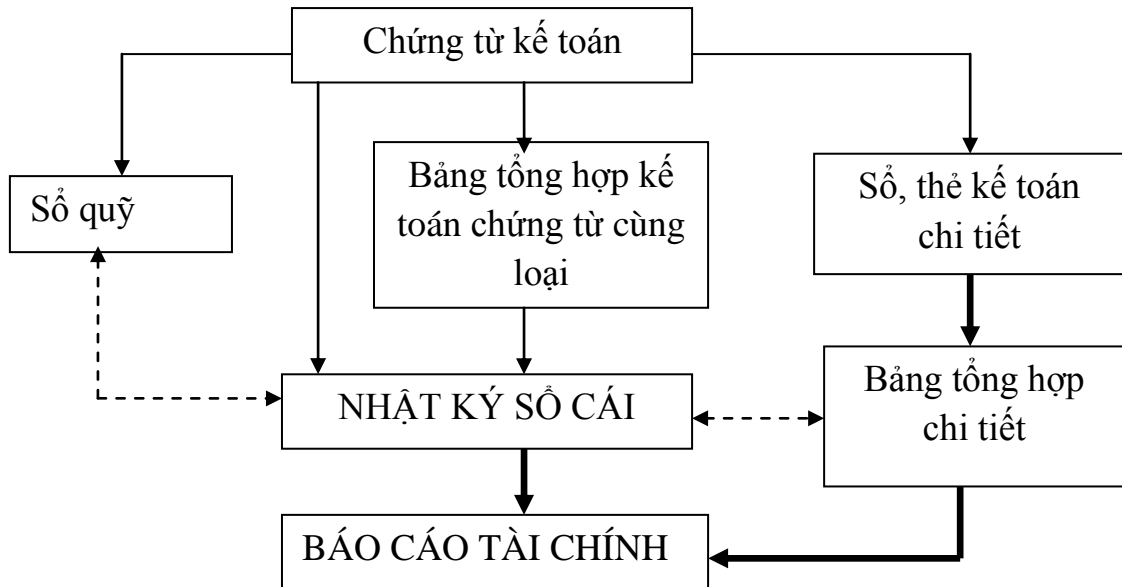 Chứng từ kế toán
Sổ quỹ
Bảng tổng hợp kế
toán chứng từ cùng
loại
Sổ, thẻ kế toán
chi tiết
NHẬT KÝ SỔ CÁI
Bảng tổng hợp
chi tiết
BÁO CÁO TÀI CHÍNH